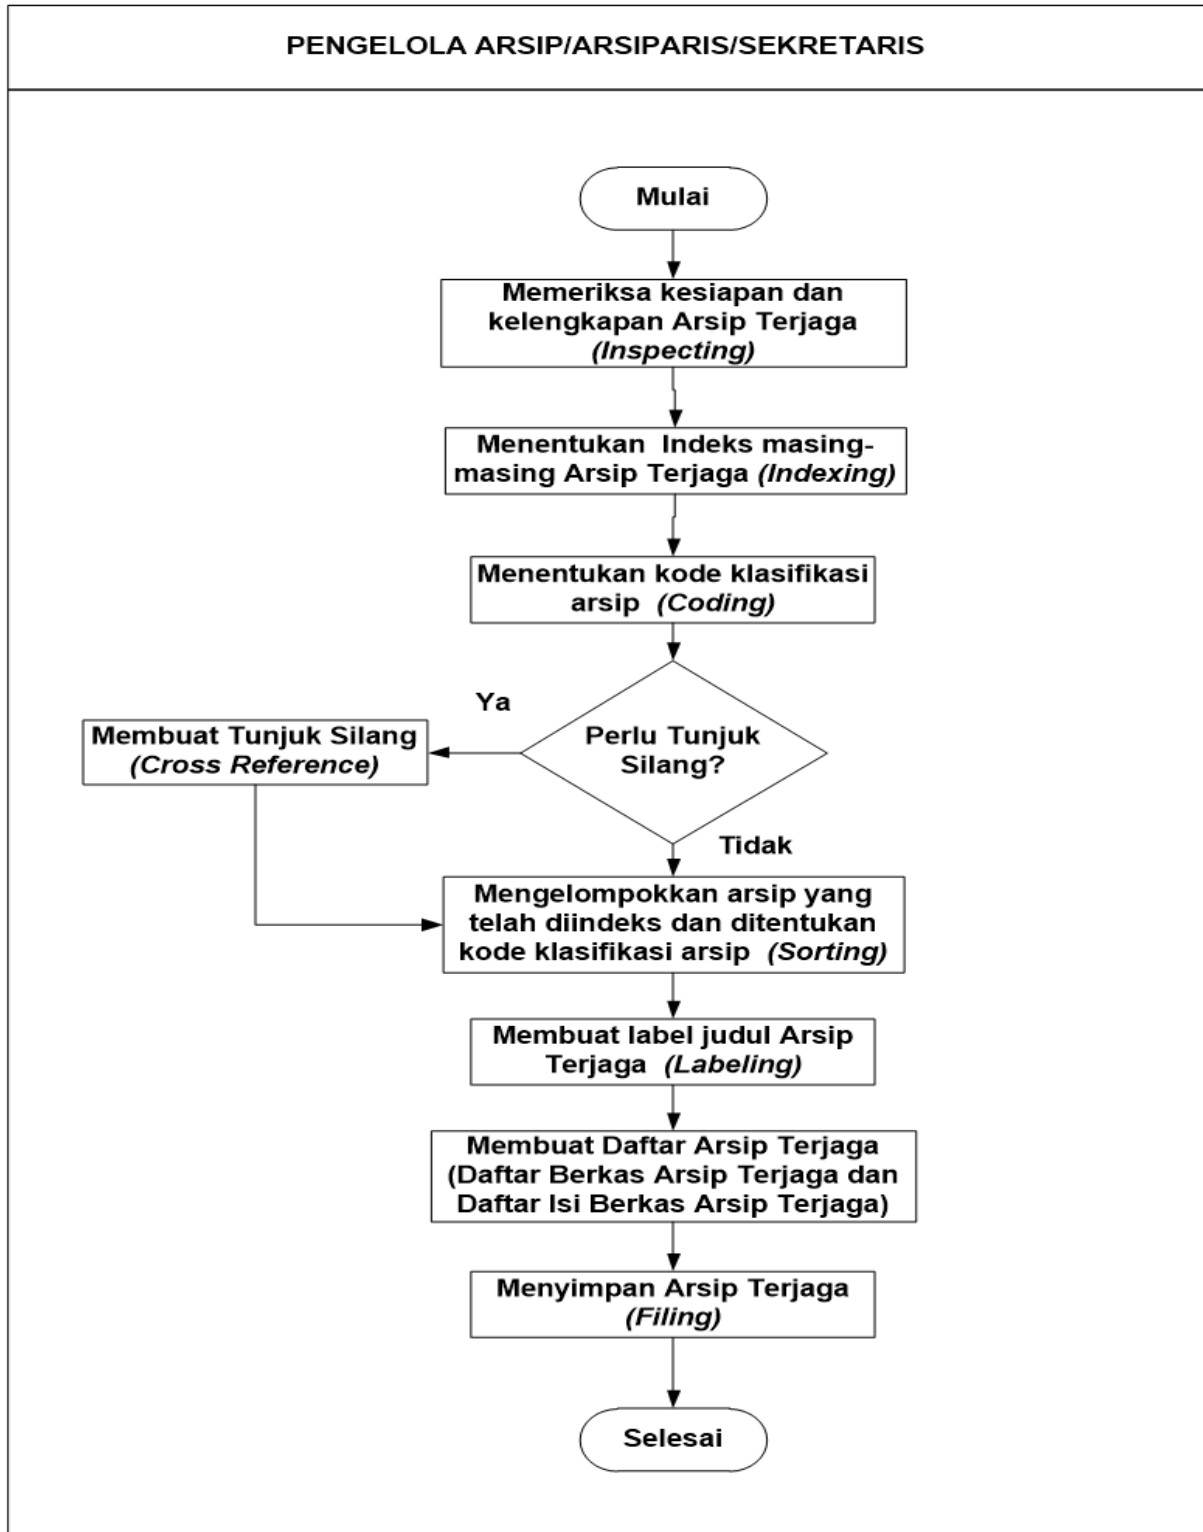 PENGELOLA ARSIP/ARSIPARIS/SEKRETARIS
Mulai
Memeriksa kesiapan dan
kelengkapan Arsip Terjaga
(Inspecting)
Menentukan Indeks masing-
masing Arsip Terjaga (Indexing)
Menentukan kode klasifikasi
arsip (Coding)
Ya
Perlu Tunjuk
Silang?
Membuat Tunjuk Silang
(Cross Reference)
Tidak
Mengelompokkan arsip yang
telah diindeks dan ditentukan
kode klasifikasi arsip (Sorting)
Membuat label judul Arsip
Terjaga (Labeling)
Membuat Daftar Arsip Terjaga
(Daftar Berkas Arsip Terjaga dan
Daftar Isi Berkas Arsip Terjaga)
Menyimpan Arsip Terjaga
(Filing)
Selesai